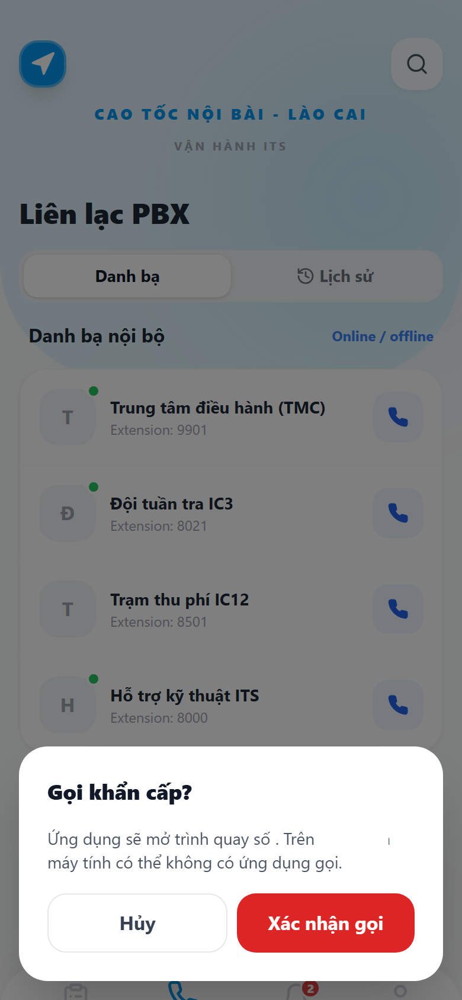 CAO TỐC NỘI BÀI - LÀO CAI
VẬN HÀNH ITS
Liên lạc PBX
Danh bạ
Lịch sử
Danh bạ nội bộ
Online / offline
T
Trung tâm điều hành (TMC)
Extension: 9901
Đ
Đội tuần tra IC3
Extension: 8021
T
Trạm thu phí IC12
Extension: 8501
H
Hỗ trợ kỹ thuật ITS
Extension: 8000
Gọi khẩn cấp?
Ứng dụng sẽ mở trình quay số . Trên
máy tính có thể không có ứng dụng gọi.
Hủy
Xác nhận gọi
2